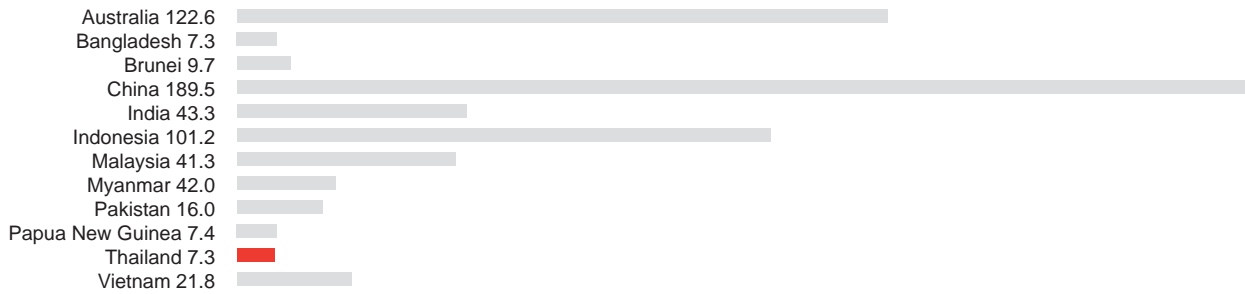 Australia 122.6
Bangladesh 7.3
Brunei 9.7
China 189.5
India 43.3
Indonesia 101.2
Malaysia 41.3
Myanmar 42.0
Pakistan 16.0
Papua New Guinea 7.4
Thailand 7.3
Vietnam 21.8